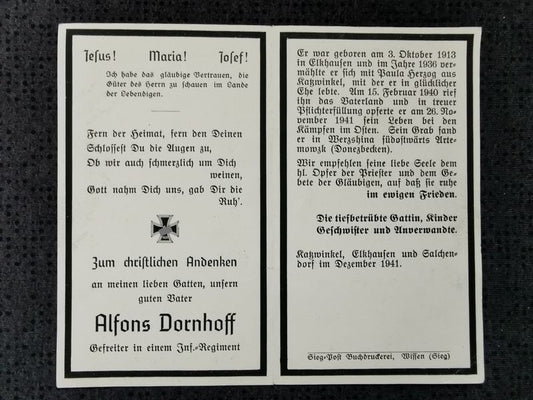 Jesus! Maria! Josef!
Ich habe das gläubige Vertrauen, die
Güte des Herrn zu schauen im Lande
der Lebendigen.
Fern der Heimat, fern den Deinen
Schlossest Du die Augen zu,
Ob wir auch schmerzlich um Dich
weinen,
Gott nahm Dich uns, gab Dir die
Ruh'.
Zum christlichen Andenken
an meinen lieben Gatten, unsern
guten Vater
Alfons Dornhoff
Gefreiter in einem Inf.-Regiment
Er war geboren am 3. Oktober 1913
in Elkhausen und im Jahre 1936 ver-
mählte er sich mit Paula Herzog aus
Katzwinkel, mit der er in glücklicher
Ehe lebte. Am 15. Februar 1940 rief
ihn das Vaterland und in treuer
Pflichterfüllung opferte er am 26. No-
vember 1941 sein Leben bei den
Kämpfen im Osten. Sein Grab fand
er in Werzshina südostwärts Arte-
mowzk (Donezbecken).
Wir empfehlen seine liebe Seele dem
hl. Opfer der Priester und dem Ge-
bete der Gläubigen, auf daß sie ruhe
im ewigen Frieden.
Die tiefbetrübte Gattin, Kinder
Geschwister und Anverwandte.
Katzwinkel, Elkhausen und Salchen-
dorf im Dezember 1941.
Sieg-Post Buchdruckerei, Wissen (Sieg)